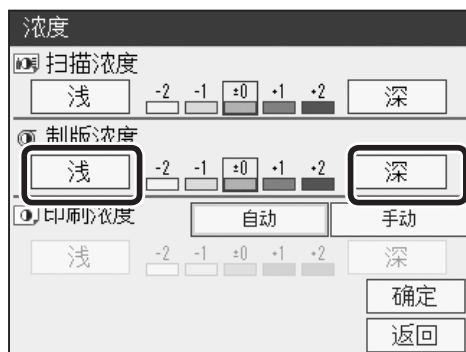 浓度
扫描浓度
浅 -2 -1 ±0 +1 +2 深
制版浓度
浅 -2 -1 ±0 +1 +2 深
印刷浓度 自动 手动
浅 -2 -1 ±0 +1 +2 深
确定
返回